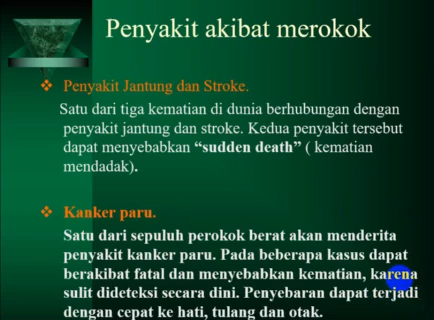 Penyakit akibat merokok
Penyakit Jantung dan Stroke.
Satu dari tiga kematian di dunia berhubungan dengan
penyakit jantung dan stroke. Kedua penyakit tersebut
dapat menyebabkan “sudden death” ( kematian
mendadak).
Kanker paru.
Satu dari sepuluh perokok berat akan menderita
penyakit kanker paru. Pada beberapa kasus dapat
berakibat fatal dan menyebabkan kematian, karena
sulit dideteksi secara dini. Penyebaran dapat terjadi
dengan cepat ke hati, tulang dan otak.